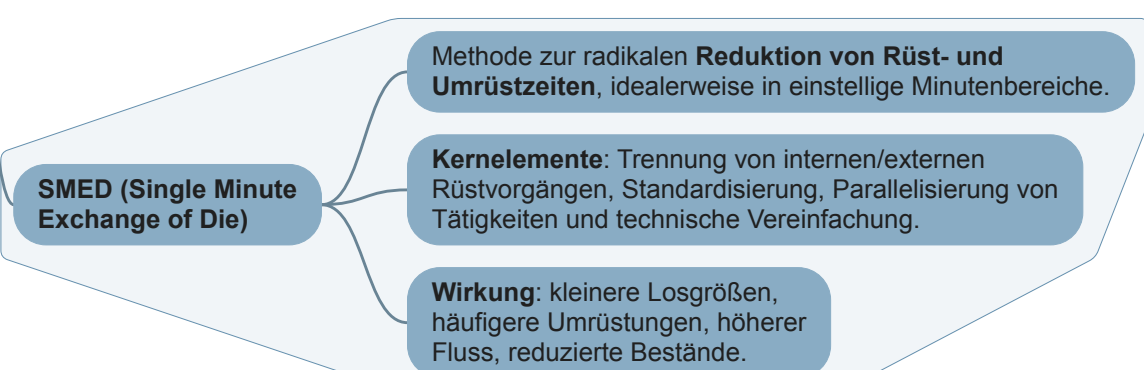 Methode zur radikalen Reduktion von Rüst- und
Umrüstzeiten, idealerweise in einstellige Minutenbereiche.
SMED (Single Minute
Exchange of Die)
Kernelemente: Trennung von internen/externen
Rüstvorgängen, Standardisierung, Parallelisierung von
Tätigkeiten und technische Vereinfachung.
Wirkung: kleinere Losgrößen,
häufigere Umrüstungen, höherer
Fluss, reduzierte Bestände.